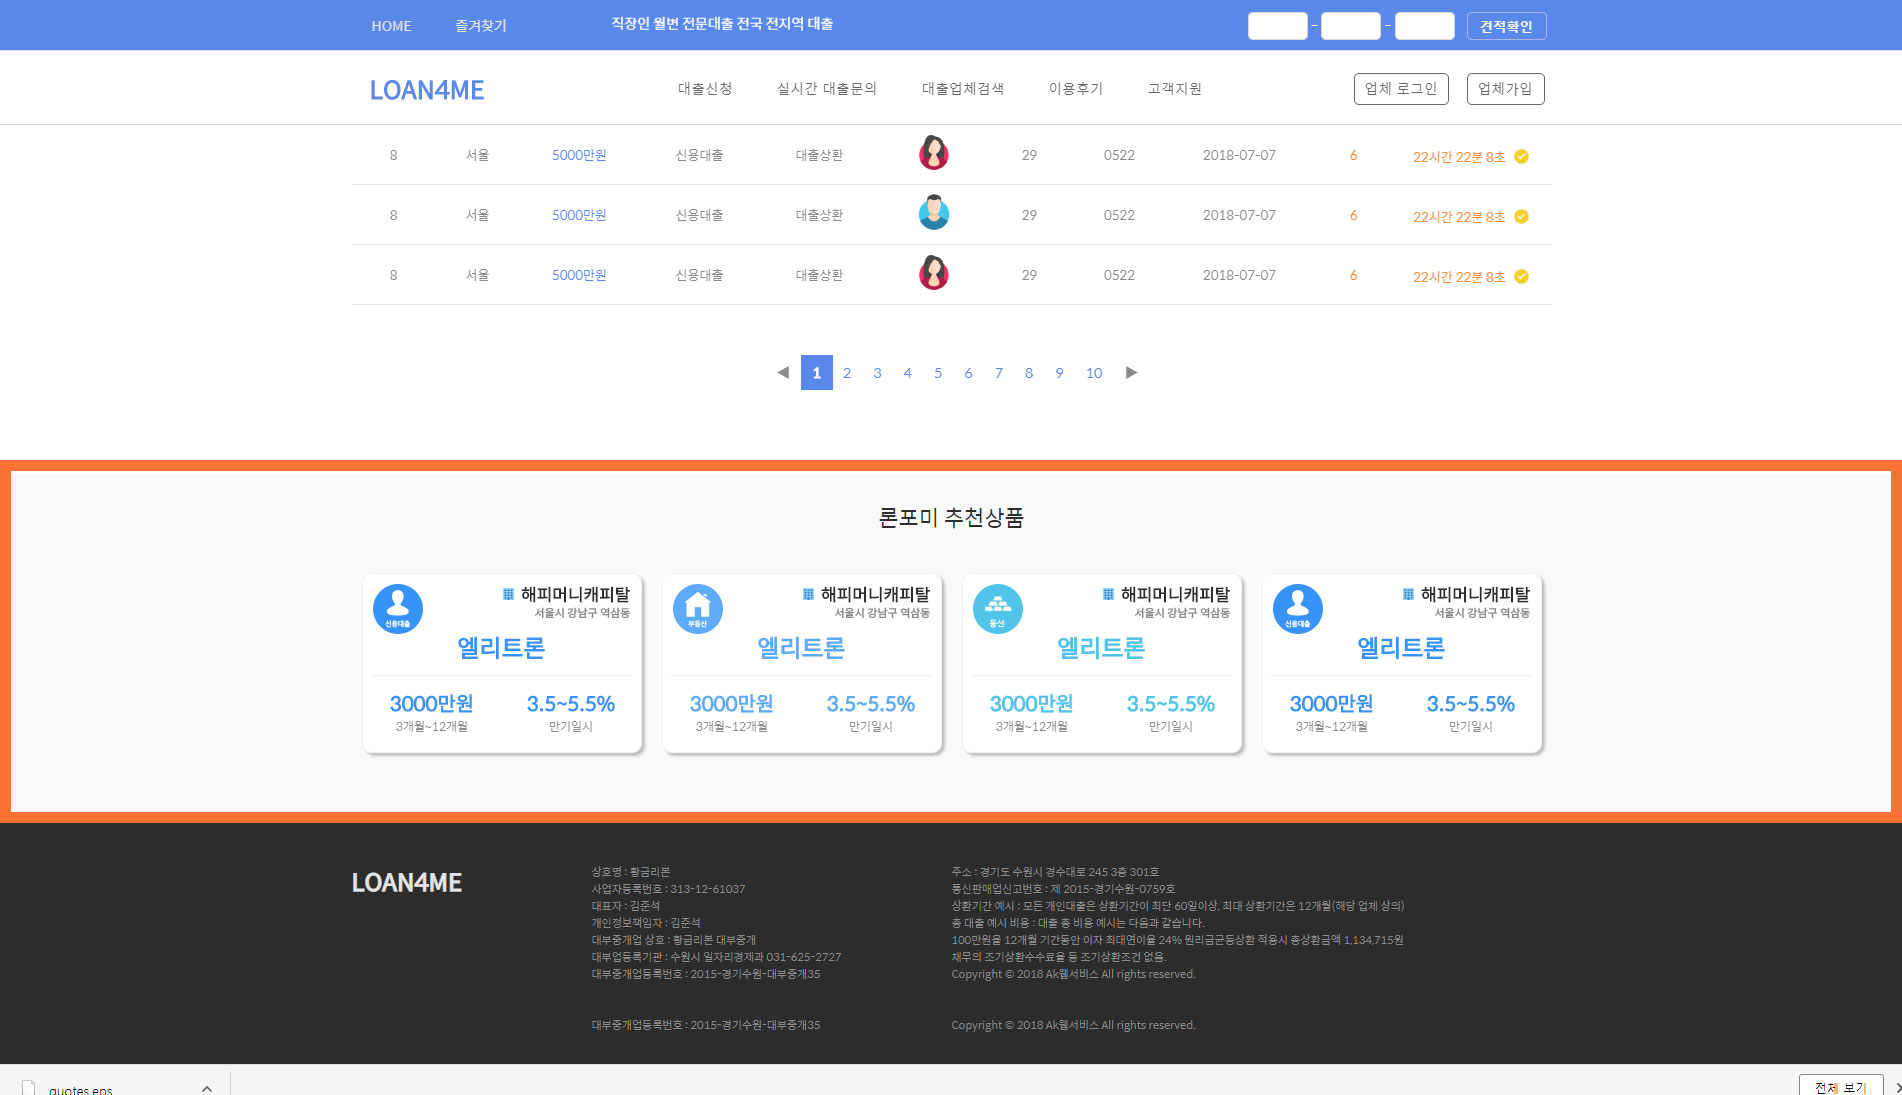 HOME 즐겨찾기 직장인 월변 전문대출 전국 전지역 대출 - - 견적확인
LOAN4ME 대출신청 실시간 대출문의 대출업체검색 이용후기 고객지원 업체 로그인 업체가입
8 서울 5000만원 신용대출 대출상환 29 0522 2018-07-07 6 22시간 22분 8초
8 서울 5000만원 신용대출 대출상환 29 0522 2018-07-07 6 22시간 22분 8초
8 서울 5000만원 신용대출 대출상환 29 0522 2018-07-07 6 22시간 22분 8초
◀ 1 2 3 4 5 6 7 8 9 10 ▶
론포미 추천상품
신용대출
해피머니캐피탈
서울시 강남구 역삼동
엘리트론
3000만원 3.5~5.5%
3개월~12개월 만기일시
부동산
해피머니캐피탈
서울시 강남구 역삼동
엘리트론
3000만원 3.5~5.5%
3개월~12개월 만기일시
동산
해피머니캐피탈
서울시 강남구 역삼동
엘리트론
3000만원 3.5~5.5%
3개월~12개월 만기일시
신용대출
해피머니캐피탈
서울시 강남구 역삼동
엘리트론
3000만원 3.5~5.5%
3개월~12개월 만기일시
LOAN4ME
상호명 : 황금리본
사업자등록번호 : 313-12-61037
대표자 : 김준석
개인정보책임자 : 김준석
대부중개업 상호 : 황금리본 대부중개
대부업등록기관 : 수원시 일자리경제과 031-625-2727
대부중개업등록번호 : 2015-경기수원-대부중개35
대부중개업등록번호 : 2015-경기수원-대부중개35
주소 : 경기도 수원시 경수대로 245 3층 301호
통신판매업신고번호 : 제 2015-경기수원-0759호
상환기간 예시 : 모든 개인대출은 상환기간이 최단 60일이상, 최대 상환기간은 12개월(해당 업체 상의)
총 대출 예시 비용 : 대출 총 비용 예시는 다음과 같습니다.
100만원을 12개월 기간동안 이자 최대연이율 24% 원리금균등상환 적용시 총상환금액 1,134,715원
채무의 조기상환수수료율 등 조기상환조건 없음.
Copyright © 2018 Ak웹서비스 All rights reserved.
Copyright © 2018 Ak웹서비스 All rights reserved.
quotes.eps 전체 보기